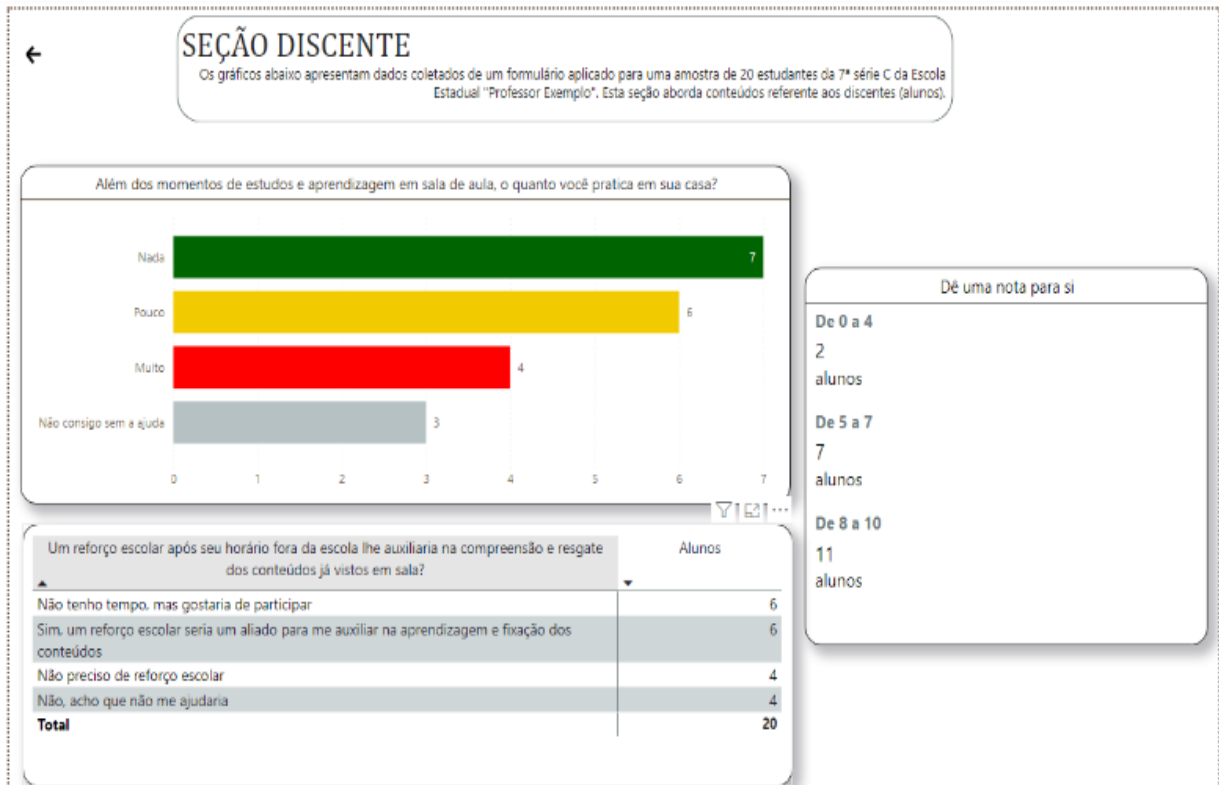 SEÇÃO DISCENTE
Os gráficos abaixo apresentam dados coletados de um formulário aplicado para uma amostra de 20 estudantes da 7ª série C da Escola
Estadual "Professor Exemplo". Esta seção aborda conteúdos referente aos discentes (alunos).
Além dos momentos de estudos e aprendizagem em sala de aula, o quanto você pratica em sua casa?
Nada
7
Pouco
6
Muito
4
Não consigo sem a ajuda
3
0 1 2 3 4 5 6 7
Um reforço escolar após seu horário fora da escola lhe auxiliaria na compreensão e resgate
dos conteúdos já vistos em sala?
Alunos
Não tenho tempo, mas gostaria de participar 6
Sim, um reforço escolar seria um aliado para me auxiliar na aprendizagem e fixação dos
conteúdos
6
Não preciso de reforço escolar 4
Não, acho que não me ajudaria 4
Total 20
Dê uma nota para si
De 0 a 4
2
alunos
De 5 a 7
7
alunos
De 8 a 10
11
alunos